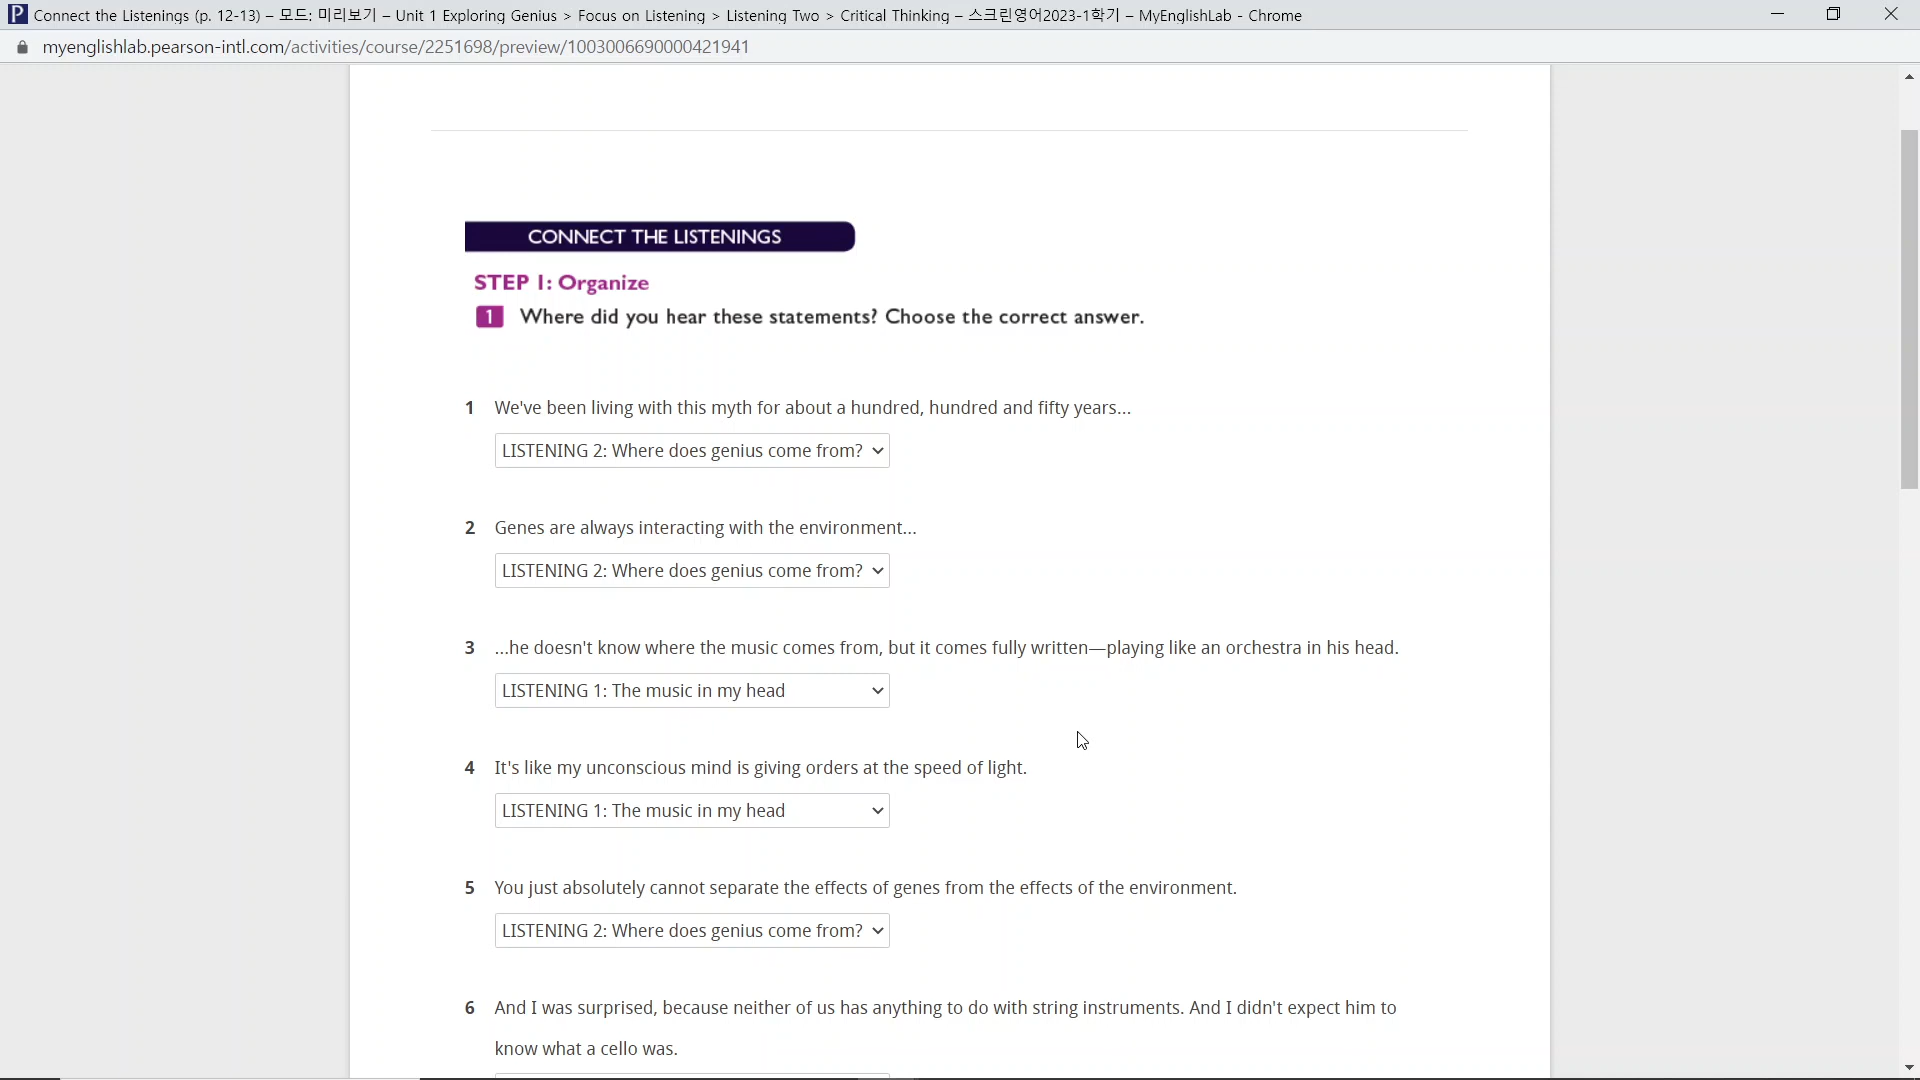 Connect the Listenings (p. 12-13) – 모드: 미리보기 – Unit 1 Exploring Genius > Focus on Listening > Listening Two > Critical Thinking – 스크린영어2023-1학기 – MyEnglishLab - Chrome
myenglishlab.pearson-intl.com/activities/course/2251698/preview/1003006690000421941
CONNECT THE LISTENINGS
STEP 1: Organize
1 Where did you hear these statements? Choose the correct answer.
1 We've been living with this myth for about a hundred, hundred and fifty years...
LISTENING 2: Where does genius come from?
2 Genes are always interacting with the environment...
LISTENING 2: Where does genius come from?
3 ...he doesn't know where the music comes from, but it comes fully written—playing like an orchestra in his head.
LISTENING 1: The music in my head
4 It's like my unconscious mind is giving orders at the speed of light.
LISTENING 1: The music in my head
5 You just absolutely cannot separate the effects of genes from the effects of the environment.
LISTENING 2: Where does genius come from?
6 And I was surprised, because neither of us has anything to do with string instruments. And I didn't expect him to
know what a cello was.